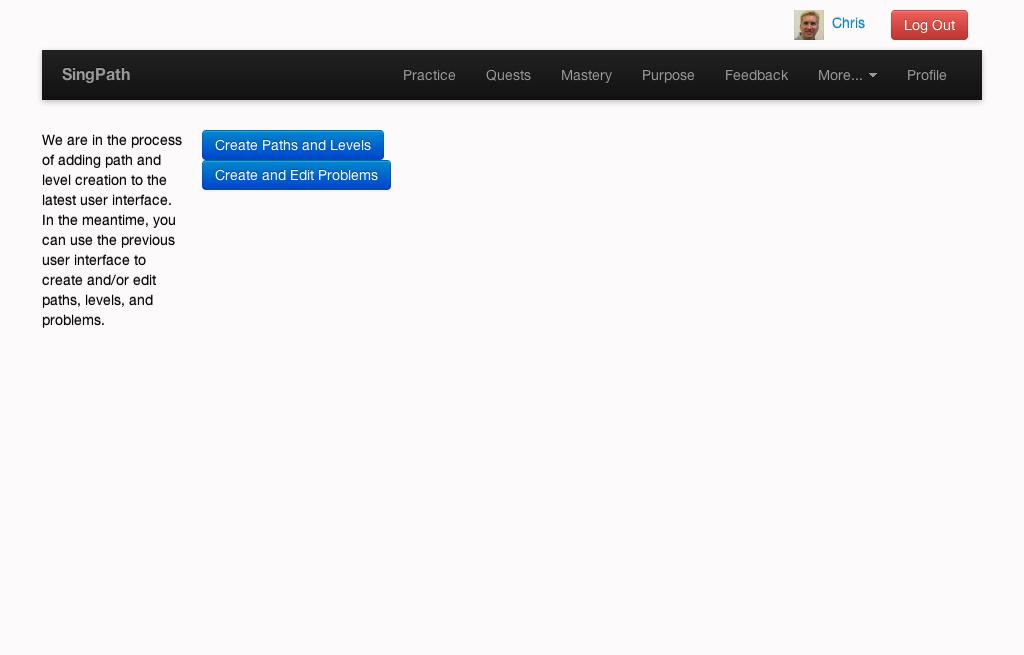 Chris Log Out
SingPath Practice Quests Mastery Purpose Feedback More... Profile
We are in the process
of adding path and
level creation to the
latest user interface.
In the meantime, you
can use the previous
user interface to
create and/or edit
paths, levels, and
problems.
Create Paths and Levels
Create and Edit Problems